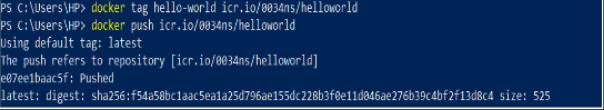 PS C:\Users\HP> docker tag hello-world icr.io/0034ns/helloworld
PS C:\Users\HP> docker push icr.io/0034ns/helloworld
Using default tag: latest
The push refers to repository [icr.io/0034ns/helloworld]
e07ee1baac5f: Pushed
latest: digest: sha256:f54a58bc1aac5ea1a25d796ae155dc228b3f0e11d046ae276b39c4bf2f13d8c4 size: 525